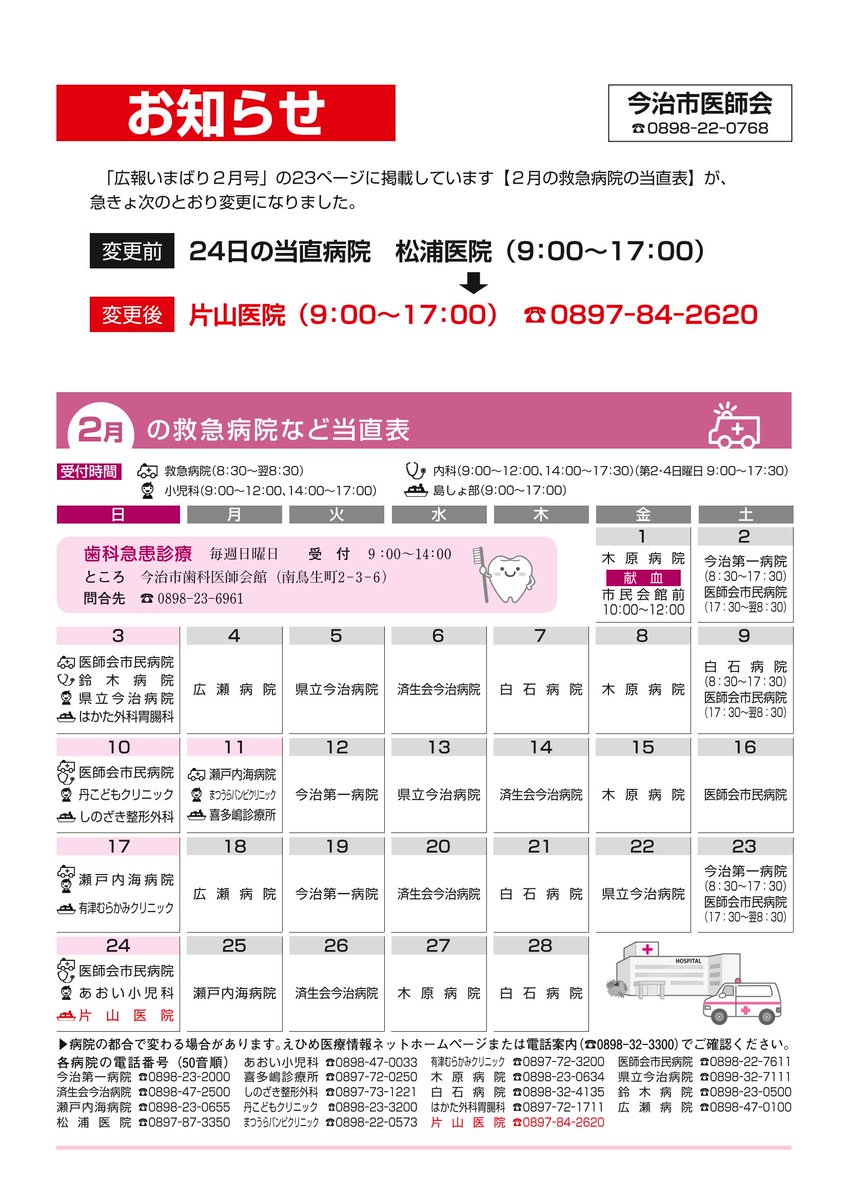 お知らせ
今治市医師会
☎0898-22-0768
「広報いまばり２月号」の23ページに掲載しています【２月の救急病院の当直表】が、
急きょ次のとおり変更になりました。
変更前 24日の当直病院 松浦医院（9：00～17：00）
変更後 片山医院（9：00～17：00） ☎0897-84-2620
2月 の救急病院など当直表
受付時間 救急病院（8：30～翌8：30） 内科（9：00～12：00、14：00～17：30）（第2・4日曜日 9：00～17：30）
小児科（9：00～12：00、14：00～17：00） 島しょ部（9：00～17：00）
日 月 火 水 木 金 土
歯科急患診療 毎週日曜日 受付 9：00～14：00
ところ 今治市歯科医師会館（南鳥生町2-3-6）
問合先 ☎0898-23-6961
1
木原病院
献血
市民会館前
10：00～12：00
2
今治第一病院
（8：30～17：30）
医師会市民病院
（17：30～翌8：30）
3
医師会市民病院
鈴木病院
県立今治病院
はかた外科胃腸科
4
広瀬病院
5
県立今治病院
6
済生会今治病院
7
白石病院
8
木原病院
9
白石病院
（8：30～17：30）
医師会市民病院
（17：30～翌8：30）
10
医師会市民病院
丹こどもクリニック
しのざき整形外科
11
瀬戸内海病院
まつうらバンビクリニック
喜多嶋診療所
12
今治第一病院
13
県立今治病院
14
済生会今治病院
15
木原病院
16
医師会市民病院
17
瀬戸内海病院
有津むらかみクリニック
18
広瀬病院
19
今治第一病院
20
済生会今治病院
21
白石病院
22
県立今治病院
23
今治第一病院
（8：30～17：30）
医師会市民病院
（17：30～翌8：30）
24
医師会市民病院
あおい小児科
片山医院
25
瀬戸内海病院
26
済生会今治病院
27
木原病院
28
白石病院
HOSPITAL
▶病院の都合で変わる場合があります。えひめ医療情報ネットホームページまたは電話案内（☎0898-32-3300）でご確認ください。
各病院の電話番号（50音順） あおい小児科 ☎0898-47-0033 有津むらかみクリニック ☎0897-72-3200 医師会市民病院 ☎0898-22-7611
今治第一病院 ☎0898-23-2000 喜多嶋診療所 ☎0897-72-0250 木原病院 ☎0898-23-0634 県立今治病院 ☎0898-32-7111
済生会今治病院 ☎0898-47-2500 しのざき整形外科 ☎0897-73-1221 白石病院 ☎0898-32-4135 鈴木病院 ☎0898-23-0500
瀬戸内海病院 ☎0898-23-0655 丹こどもクリニック ☎0898-23-3200 はかた外科胃腸科 ☎0897-72-1711 広瀬病院 ☎0898-47-0100
松浦医院 ☎0897-87-3350 まつうらバンビクリニック ☎0898-22-0573 片山医院 ☎0897-84-2620